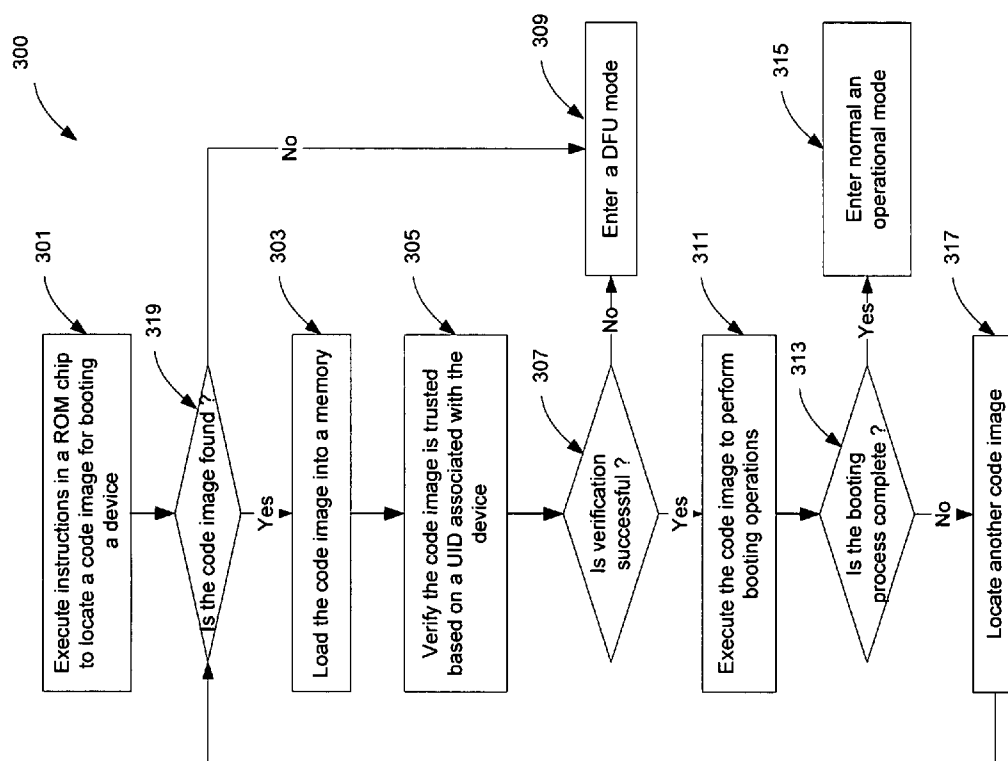 300
301
Execute instructions in a ROM chip
to locate a code image for booting
a device
319
Is the code image found ?
No
Yes
303
Load the code image into a memory
305
Verify the code image is trusted
based on a UID associated with the
device
307
Is verification
successful ?
No
309
Enter a DFU mode
Yes
311
Execute the code image to perform
booting operations
313
Is the booting
process complete ?
Yes
315
Enter normal an
operational mode
No
317
Locate another code image